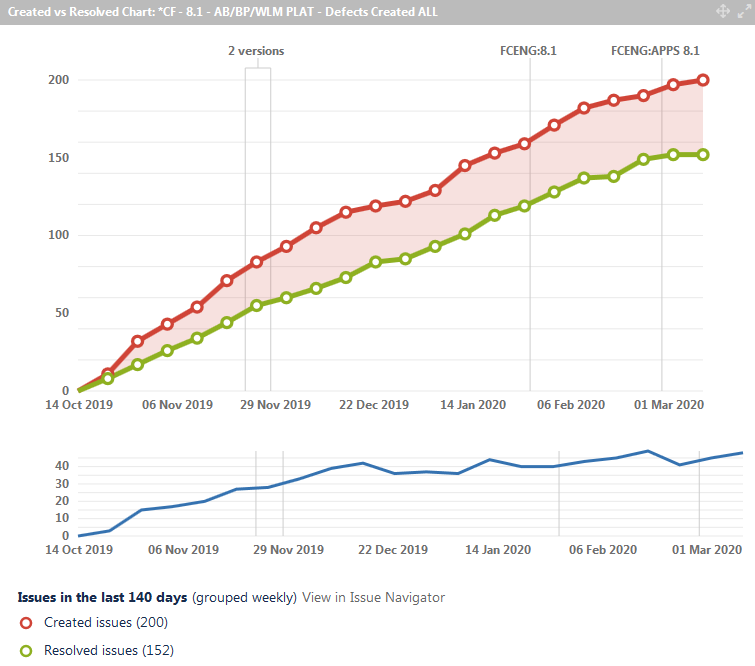 Created vs Resolved Chart: *CF - 8.1 - AB/BP/WLM PLAT - Defects Created ALL
2 versions FCENG:8.1 FCENG:APPS 8.1
200
150
100
50
0
14 Oct 2019 06 Nov 2019 29 Nov 2019 22 Dec 2019 14 Jan 2020 06 Feb 2020 01 Mar 2020
40
30
20
10
0
14 Oct 2019 06 Nov 2019 29 Nov 2019 22 Dec 2019 14 Jan 2020 06 Feb 2020 01 Mar 2020
Issues in the last 140 days (grouped weekly) View in Issue Navigator
Created issues (200)
Resolved issues (152)